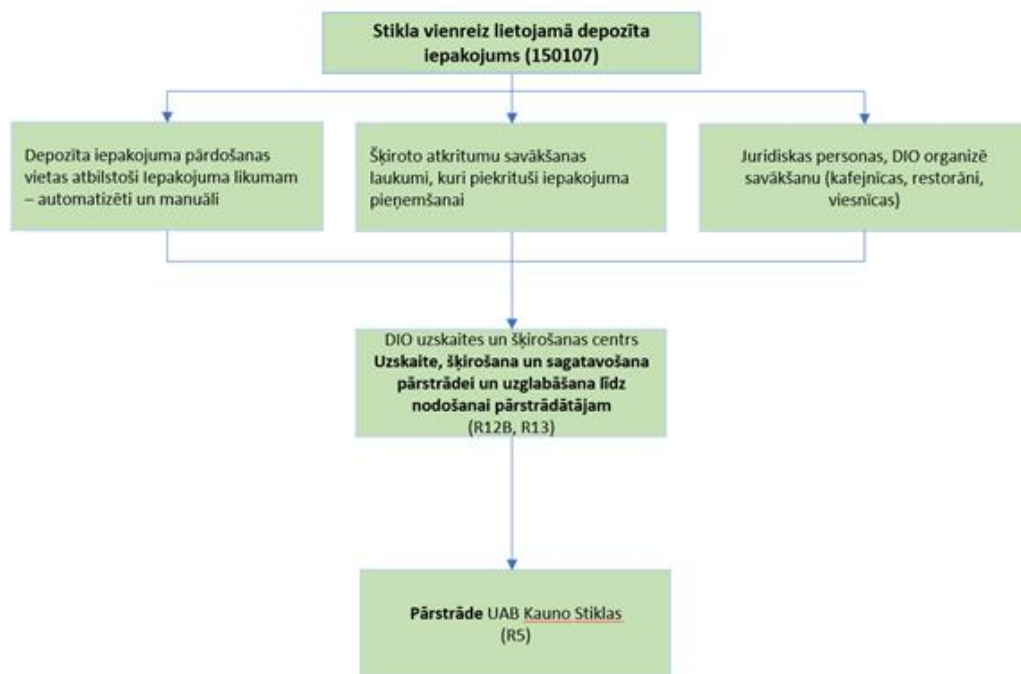 Stikla vienreiz lietojamā depozīta
iepakojums (150107)
Depozīta iepakojuma pārdošanas
vietas atbilstoši Iepakojuma likumam
– automatizēti un manuāli
Šķiroto atkritumu savākšanas
laukumi, kuri piekrituši iepakojuma
pieņemšanai
Juridiskas personas, DIO organizē
savākšanu (kafejnīcas, restorāni,
viesnīcas)
DIO uzskaites un šķirošanas centrs
Uzskaite, šķirošana un sagatavošana
pārstrādei un uzglabāšana līdz
nodošanai pārstrādātājam
(R12B, R13)
Pārstrāde UAB Kauno Stiklas
(R5)